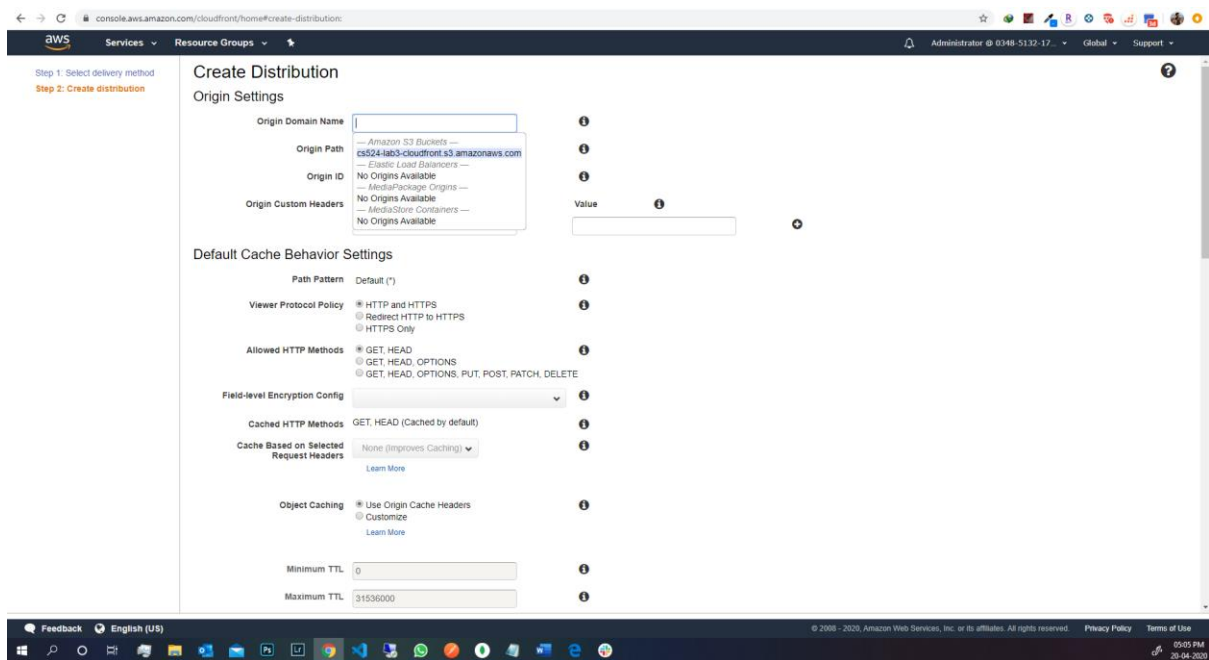 console.aws.amazon.com/cloudfront/home#create-distribution:
aws Services Resource Groups Administrator @ 0348-5132-17... Global Support
Step 1: Select delivery method
Step 2: Create distribution
Create Distribution
Origin Settings
Origin Domain Name
— Amazon S3 Buckets —
cs524-lab3-cloudfront.s3.amazonaws.com
— Elastic Load Balancers —
No Origins Available
— MediaPackage Origins —
No Origins Available
— MediaStore Containers —
No Origins Available
Origin Path
Origin ID
Origin Custom Headers Value
Default Cache Behavior Settings
Path Pattern Default (*)
Viewer Protocol Policy HTTP and HTTPS
Redirect HTTP to HTTPS
HTTPS Only
Allowed HTTP Methods GET, HEAD
GET, HEAD, OPTIONS
GET, HEAD, OPTIONS, PUT, POST, PATCH, DELETE
Field-level Encryption Config
Cached HTTP Methods GET, HEAD (Cached by default)
Cache Based on Selected Request Headers None (Improves Caching)
Learn More
Object Caching Use Origin Cache Headers
Customize
Learn More
Minimum TTL 0
Maximum TTL 31536000
Feedback English (US) © 2008 - 2020, Amazon Web Services, Inc. or its affiliates. All rights reserved. Privacy Policy Terms of Use
Ps Lr 05:05 PM
20-04-2020